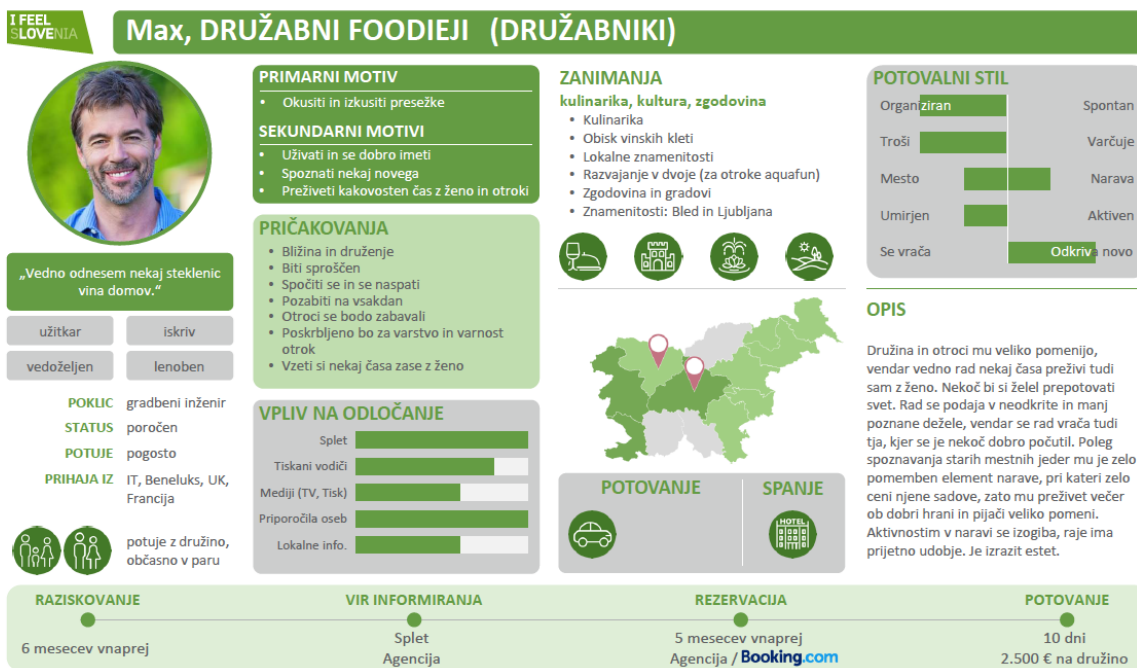 I FEEL
SLOVENIA
Max, DRUŽABNI FOODIEJI (DRUŽABNIKI)
„Vedno odnesem nekaj steklenic
vina domov.“
užitkar
iskriv
vedoželjen
lenoben
POKLIC gradbeni inženir
STATUS poročen
POTUJE pogosto
PRIHAJA IZ IT, Beneluks, UK,
Francija
potuje z družino,
občasno v paru
PRIMARNI MOTIV
• Okusiti in izkusiti presežke
SEKUNDARNI MOTIVI
• Uživati in se dobro imeti
• Spoznati nekaj novega
• Preživeti kakovosten čas z ženo in otroki
PRIČAKOVANJA
• Bližina in druženje
• Biti sproščen
• Spočiti se in se naspati
• Pozabiti na vsakdan
• Otroci se bodo zabavali
• Poskrbljeno bo za varstvo in varnost
otrok
• Vzeti si nekaj časa zase z ženo
VPLIV NA ODLOČANJE
Splet
Tiskani vodiči
Mediji (TV, Tisk)
Priporočila oseb
Lokalne info.
ZANIMANJA
kulinarika, kultura, zgodovina
• Kulinarika
• Obisk vinskih kleti
• Lokalne znamenitosti
• Razvajanje v dvoje (za otroke aquafun)
• Zgodovina in gradovi
• Znamenitosti: Bled in Ljubljana
POTOVANJE
SPANJE
HOTEL
POTOVALNI STIL
Organiziran Spontan
Troši Varčuje
Mesto Narava
Umirjen Aktiven
Se vrača Odkriva novo
OPIS
Družina in otroci mu veliko pomenijo,
vendar vedno rad nekaj časa preživi tudi
sam z ženo. Nekoč bi si želel prepotovati
svet. Rad se podaja v neodkrite in manj
poznane dežele, vendar se rad vrača tudi
tja, kjer se je nekoč dobro počutil. Poleg
spoznavanja starih mestnih jeder mu je zelo
pomemben element narave, pri kateri zelo
ceni njene sadove, zato mu preživet večer
ob dobri hrani in pijači veliko pomeni.
Aktivnostim v naravi se izogiba, raje ima
prijetno udobje. Je izrazit estet.
RAZISKOVANJE
6 mesecev vnaprej
VIR INFORMIRANJA
Splet
Agencija
REZERVACIJA
5 mesecev vnaprej
Agencija / Booking.com
POTOVANJE
10 dni
2.500 € na družino